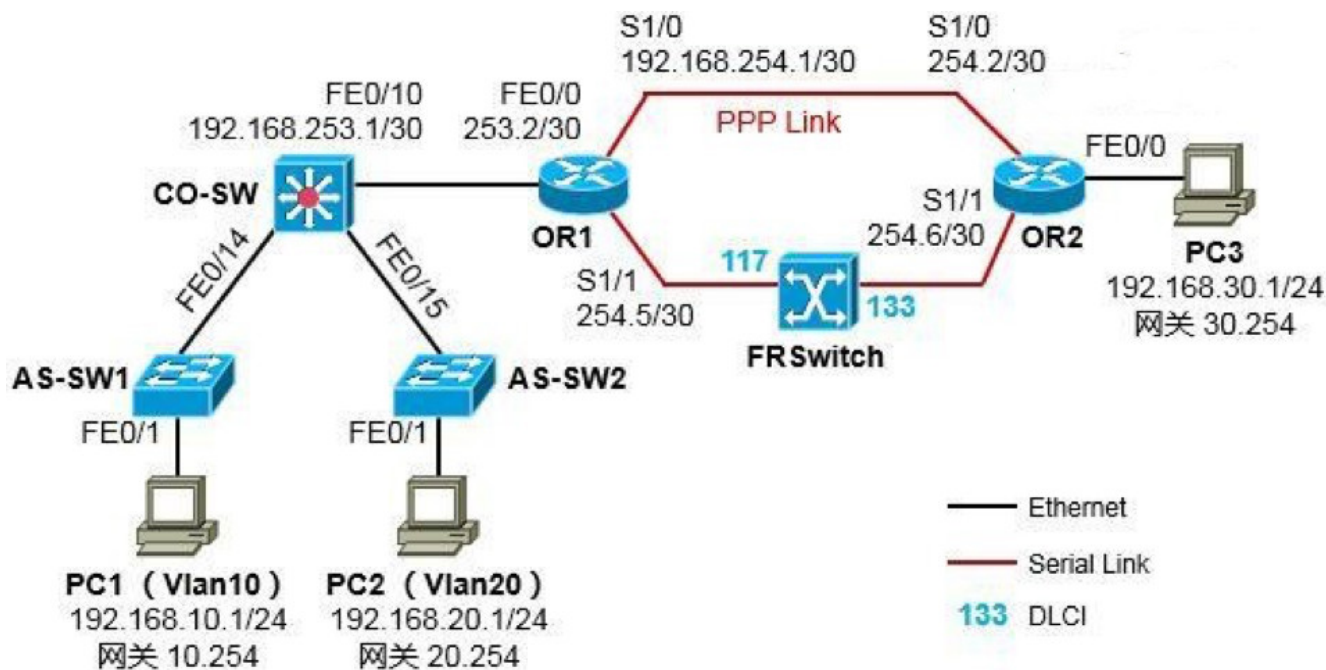 S1/0
192.168.254.1/30
S1/0
254.2/30
FE0/10
192.168.253.1/30
FE0/0
253.2/30
PPP Link
FE0/0
CO-SW
OR1
S1/1
254.6/30
OR2
PC3
192.168.30.1/24
网关 30.254
FE0/14
FE0/15
S1/1
254.5/30
117
133
FRSwitch
AS-SW1
AS-SW2
FE0/1
FE0/1
PC1（Vlan10）
192.168.10.1/24
网关 10.254
PC2（Vlan20）
192.168.20.1/24
网关 20.254
Ethernet
Serial Link
133 DLCI